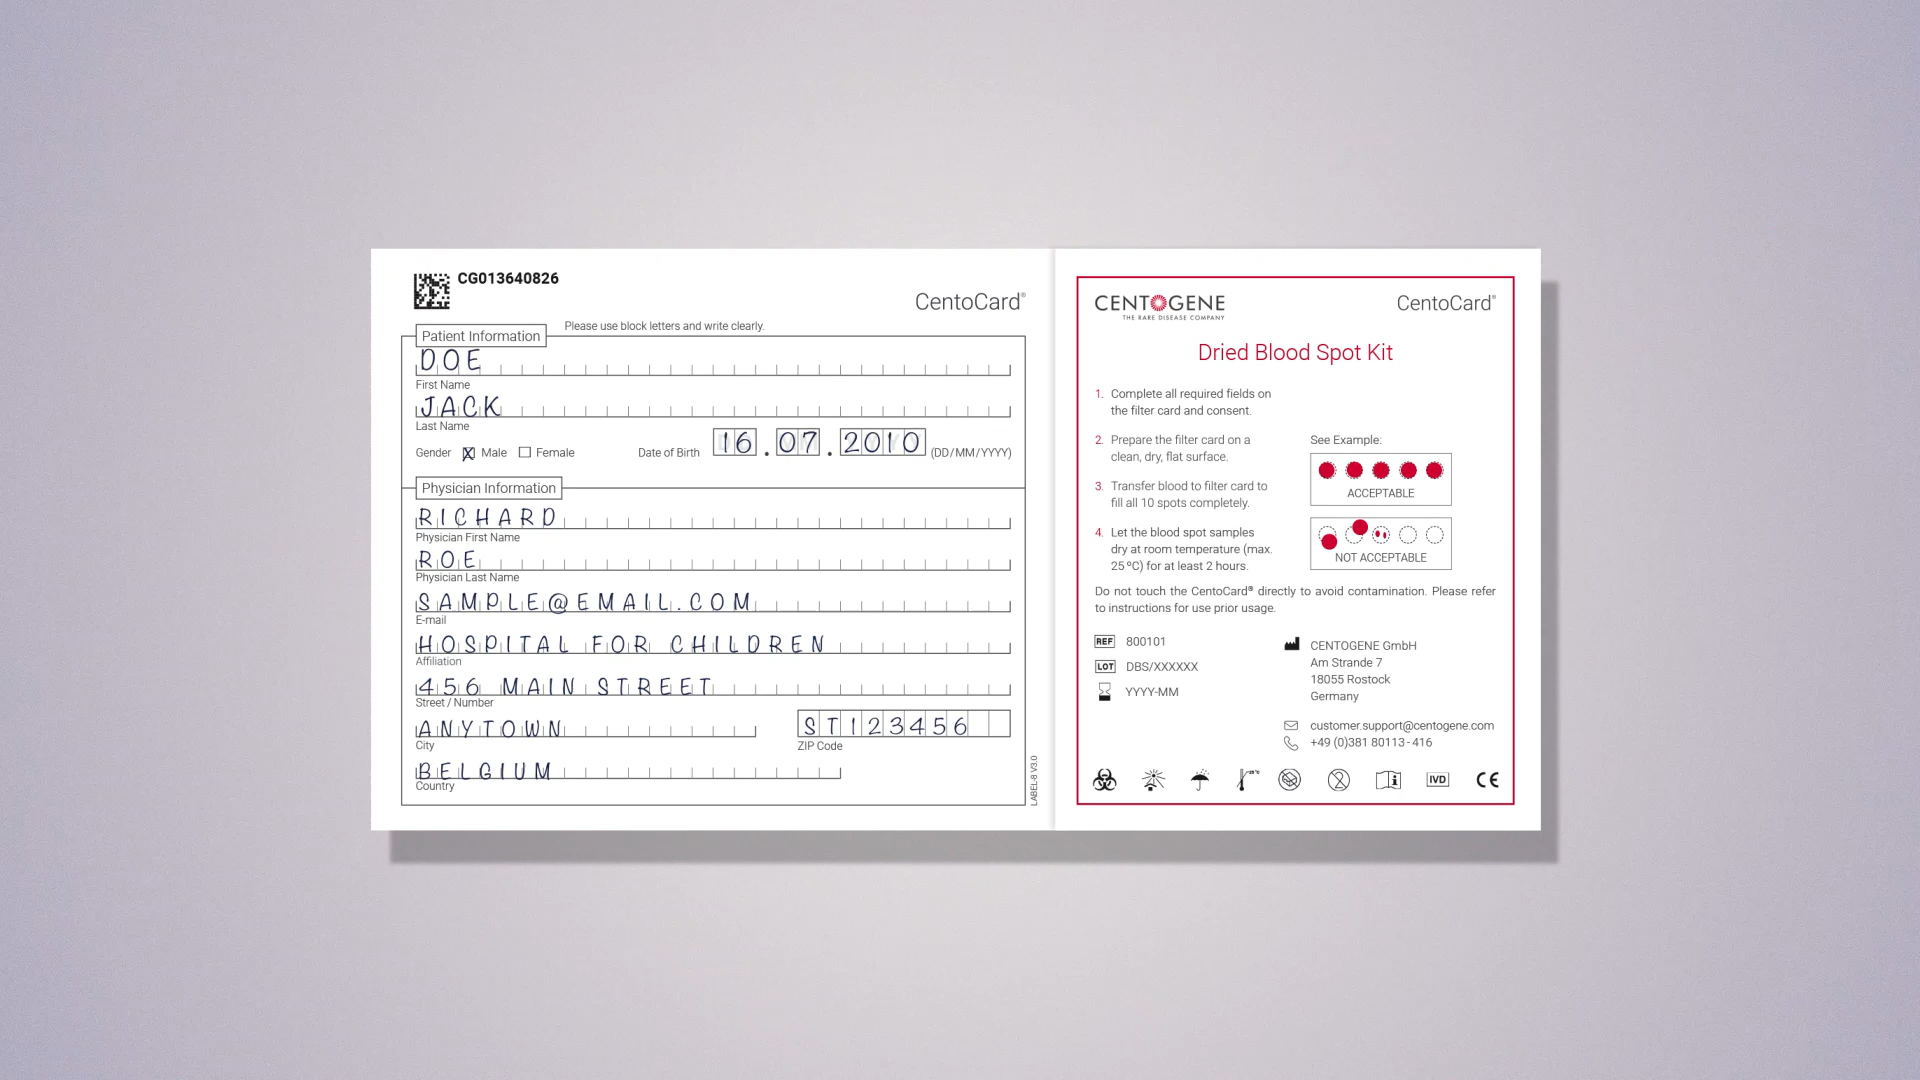 CG013640826
CentoCard®
Please use block letters and write clearly.
Patient Information
DOE
First Name
JACK
Last Name
Gender X Male Female Date of Birth 16.07.2010 (DD/MM/YYYY)
Physician Information
RICHARD
Physician First Name
ROE
Physician Last Name
SAMPLE@EMAIL.COM
E-mail
HOSPITAL FOR CHILDREN
Affiliation
456 MAIN STREET
Street / Number
ANYTOWN
City
ST123456
ZIP Code
BELGIUM
Country
LABEL-8 V3.0
CENTOGENE
THE RARE DISEASE COMPANY
CentoCard®
Dried Blood Spot Kit
1. Complete all required fields on
the filter card and consent.
2. Prepare the filter card on a
clean, dry, flat surface.
3. Transfer blood to filter card to
fill all 10 spots completely.
4. Let the blood spot samples
dry at room temperature (max.
25 ºC) for at least 2 hours.
See Example:
ACCEPTABLE
NOT ACCEPTABLE
Do not touch the CentoCard® directly to avoid contamination. Please refer
to instructions for use prior usage.
REF 800101
LOT DBS/XXXXXX
YYYY-MM
CENTOGENE GmbH
Am Strande 7
18055 Rostock
Germany
customer.support@centogene.com
+49 (0)381 80113-416
IVD
CE